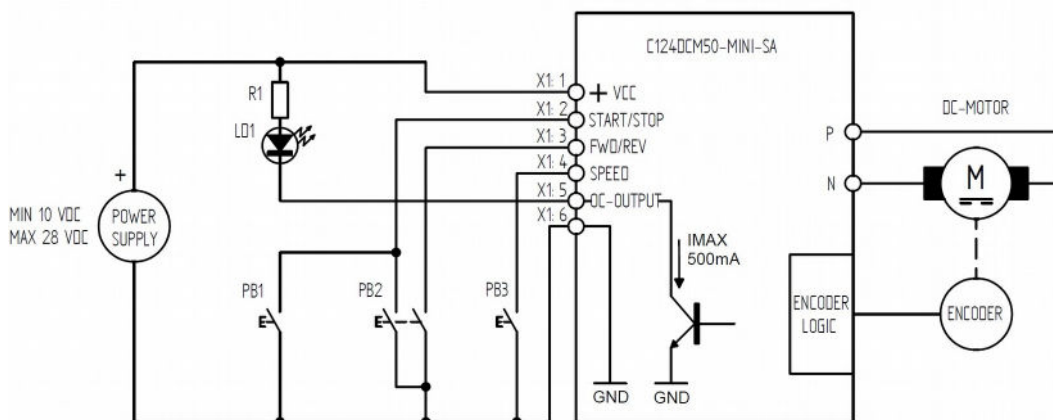 C124DCM50-MINI-SA
R1
LD1
X1: 1
+ VCC
X1: 2
START/STOP
X1: 3
FWD/REV
X1: 4
SPEED
X1: 5
OC-OUTPUT
X1: 6
DC-MOTOR
P
N
M
+
MIN 10 VDC
MAX 28 VDC
POWER
SUPPLY
IMAX
500mA
PB1
PB2
PB3
ENCODER
LOGIC
ENCODER
GND
GND